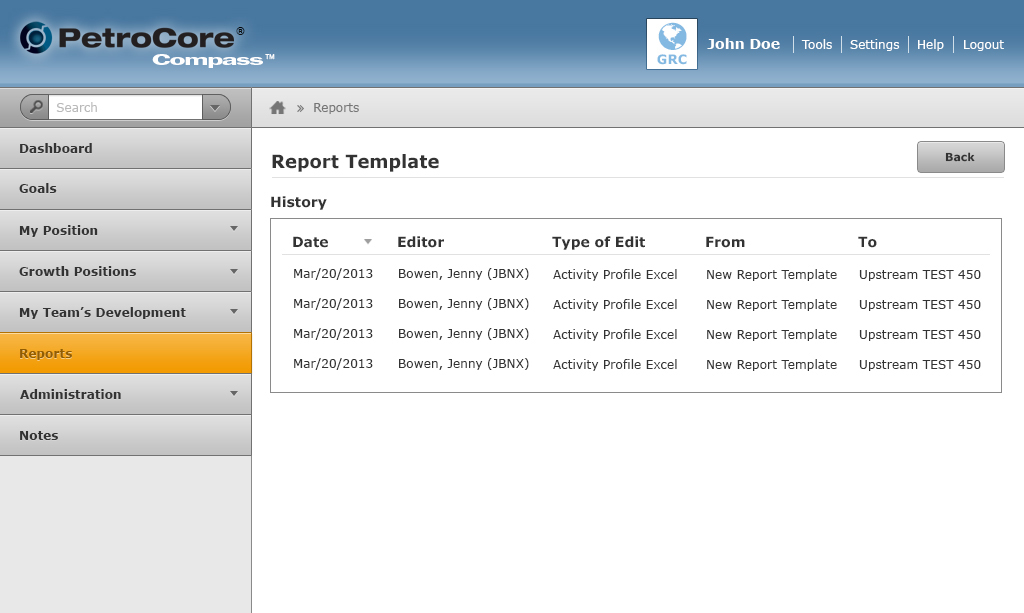 PetroCore®
Compass™
GRC
John Doe
Tools
Settings
Help
Logout
Search
» Reports
Dashboard
Goals
My Position
Growth Positions
My Team’s Development
Reports
Administration
Notes
Report Template
Back
History
Date Editor Type of Edit From To
Mar/20/2013 Bowen, Jenny (JBNX) Activity Profile Excel New Report Template Upstream TEST 450
Mar/20/2013 Bowen, Jenny (JBNX) Activity Profile Excel New Report Template Upstream TEST 450
Mar/20/2013 Bowen, Jenny (JBNX) Activity Profile Excel New Report Template Upstream TEST 450
Mar/20/2013 Bowen, Jenny (JBNX) Activity Profile Excel New Report Template Upstream TEST 450